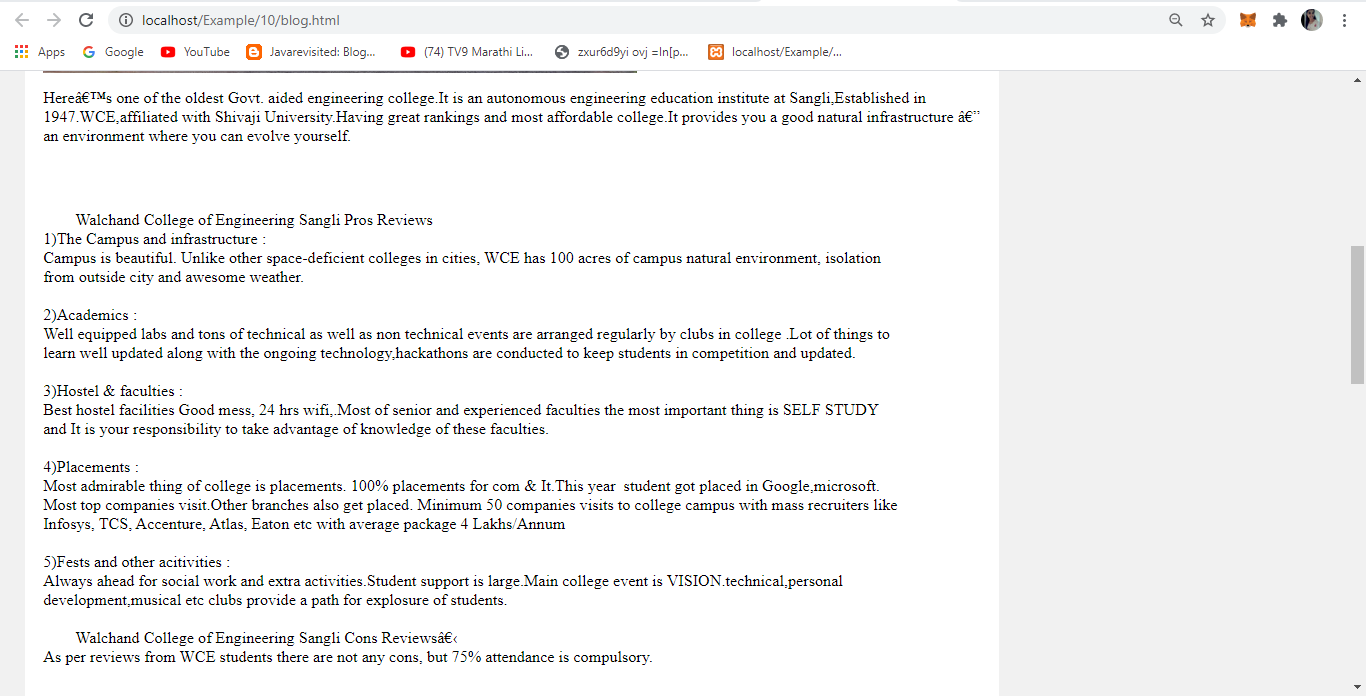 localhost/Example/10/blog.html
Apps Google YouTube Javarevisited: Blog... (74) TV9 Marathi Li... zxur6d9yi ovj =ln[p... localhost/Example/...
Hereâ€™s one of the oldest Govt. aided engineering college.It is an autonomous engineering education institute at Sangli,Established in
1947.WCE,affiliated with Shivaji University.Having great rankings and most affordable college.It provides you a good natural infrastructure â€¨
an environment where you can evolve yourself.
Walchand College of Engineering Sangli Pros Reviews
1)The Campus and infrastructure :
Campus is beautiful. Unlike other space-deficient colleges in cities, WCE has 100 acres of campus natural environment, isolation
from outside city and awesome weather.
2)Academics :
Well equipped labs and tons of technical as well as non technical events are arranged regularly by clubs in college .Lot of things to
learn well updated along with the ongoing technology,hackathons are conducted to keep students in competition and updated.
3)Hostel & faculties :
Best hostel facilities Good mess, 24 hrs wifi,.Most of senior and experienced faculties the most important thing is SELF STUDY
and It is your responsibility to take advantage of knowledge of these faculties.
4)Placements :
Most admirable thing of college is placements. 100% placements for com & It.This year  student got placed in Google,microsoft.
Most top companies visit.Other branches also get placed. Minimum 50 companies visits to college campus with mass recruiters like
Infosys, TCS, Accenture, Atlas, Eaton etc with average package 4 Lakhs/Annum
5)Fests and other acitivities :
Always ahead for social work and extra activities.Student support is large.Main college event is VISION.technical,personal
development,musical etc clubs provide a path for explosure of students.
Walchand College of Engineering Sangli Cons Reviewsâ€‹
As per reviews from WCE students there are not any cons, but 75% attendance is compulsory.